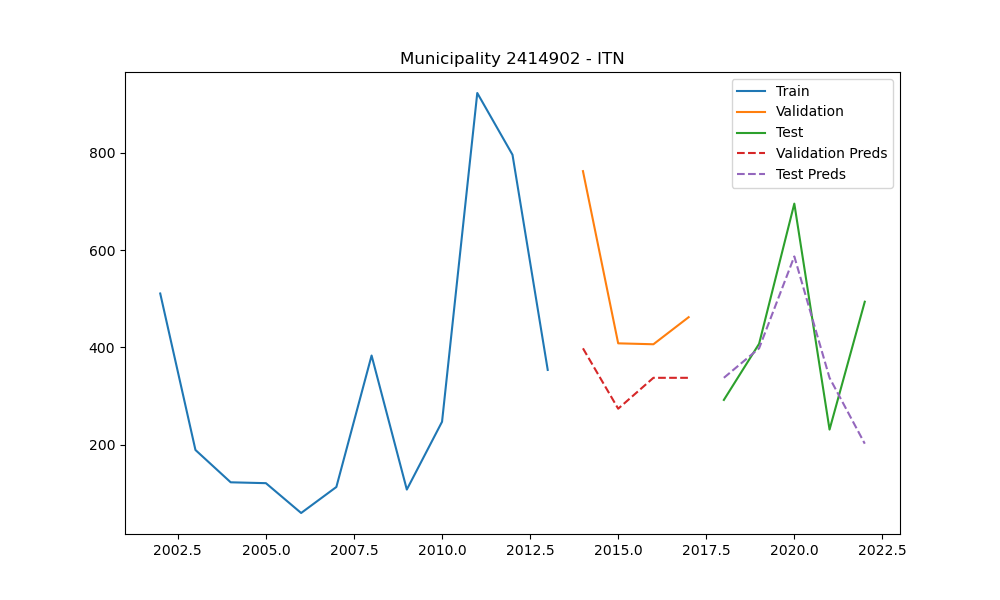 Municipality 2414902 - ITN
Train
Validation
Test
Validation Preds
Test Preds
800
600
400
200
2002.5 2005.0 2007.5 2010.0 2012.5 2015.0 2017.5 2020.0 2022.5